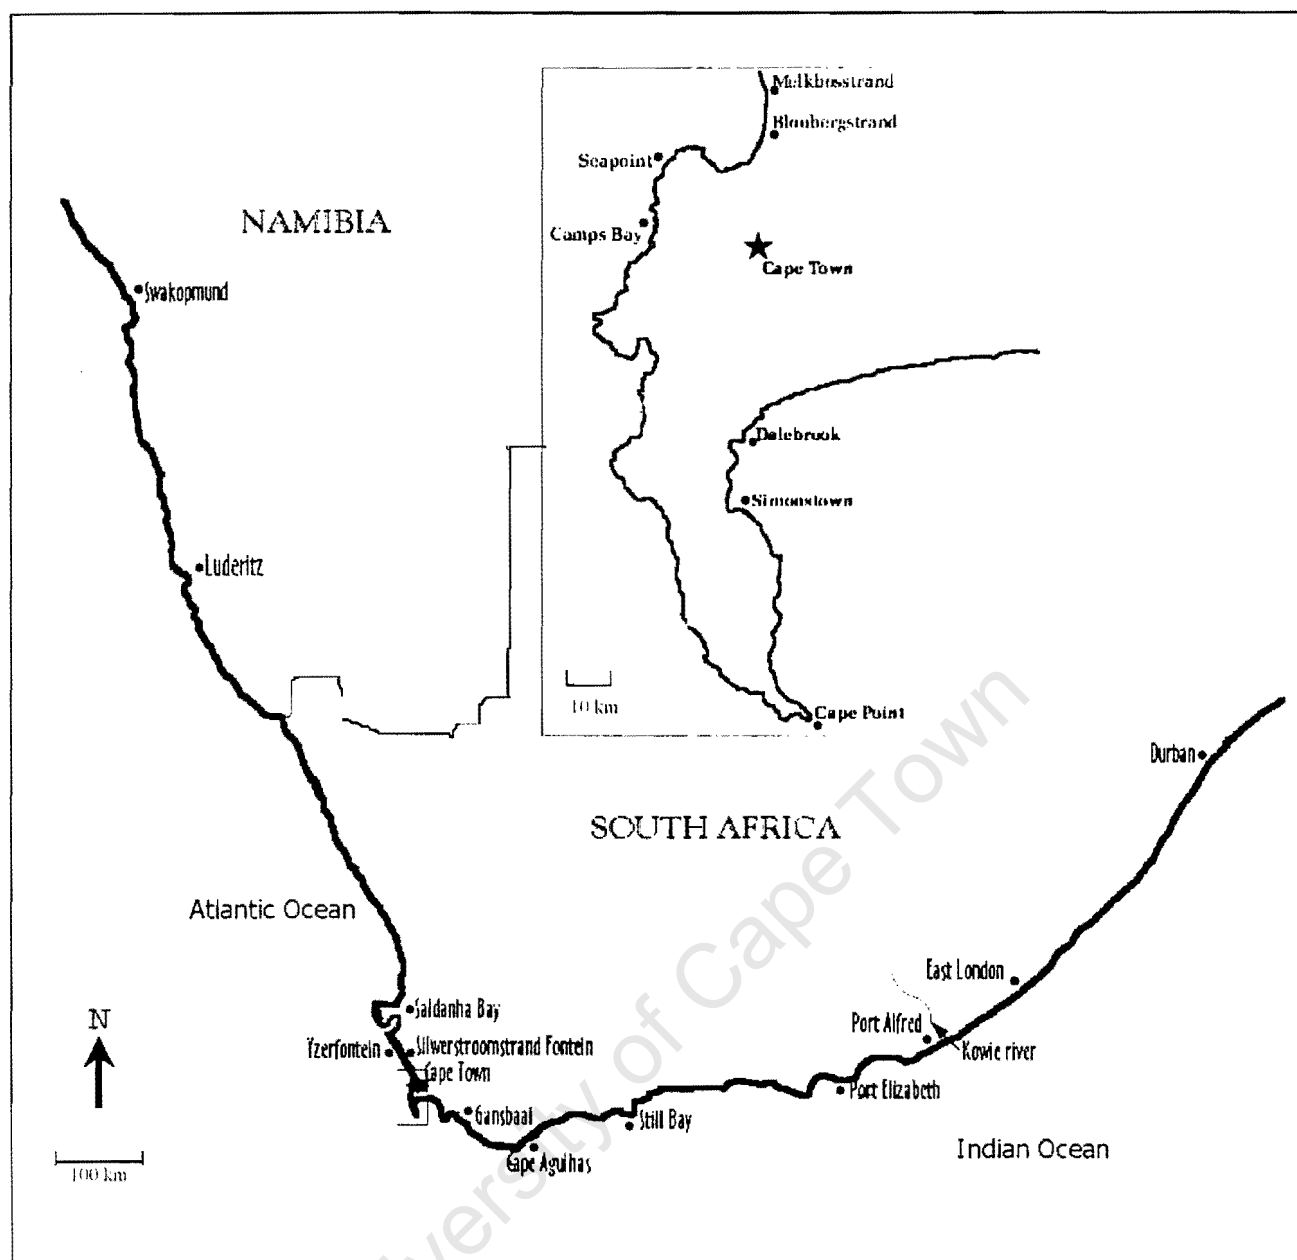 Melkbosstrand
Bloubergstrand
Seapoint
NAMIBIA
Camps Bay
Cape Town
Swakopmund
Dalebrook
Simonstown
Luderitz
10 km
Cape Point
Durban
SOUTH AFRICA
Atlantic Ocean
East London
Saldanha Bay
N
Port Alfred
Yzerfontein
Silwerstroomstrand Fontein
Kowie river
Cape Town
Port Elizabeth
Gansbaai
Still Bay
Indian Ocean
Cape Agulhas
100 km
University of Cape Town